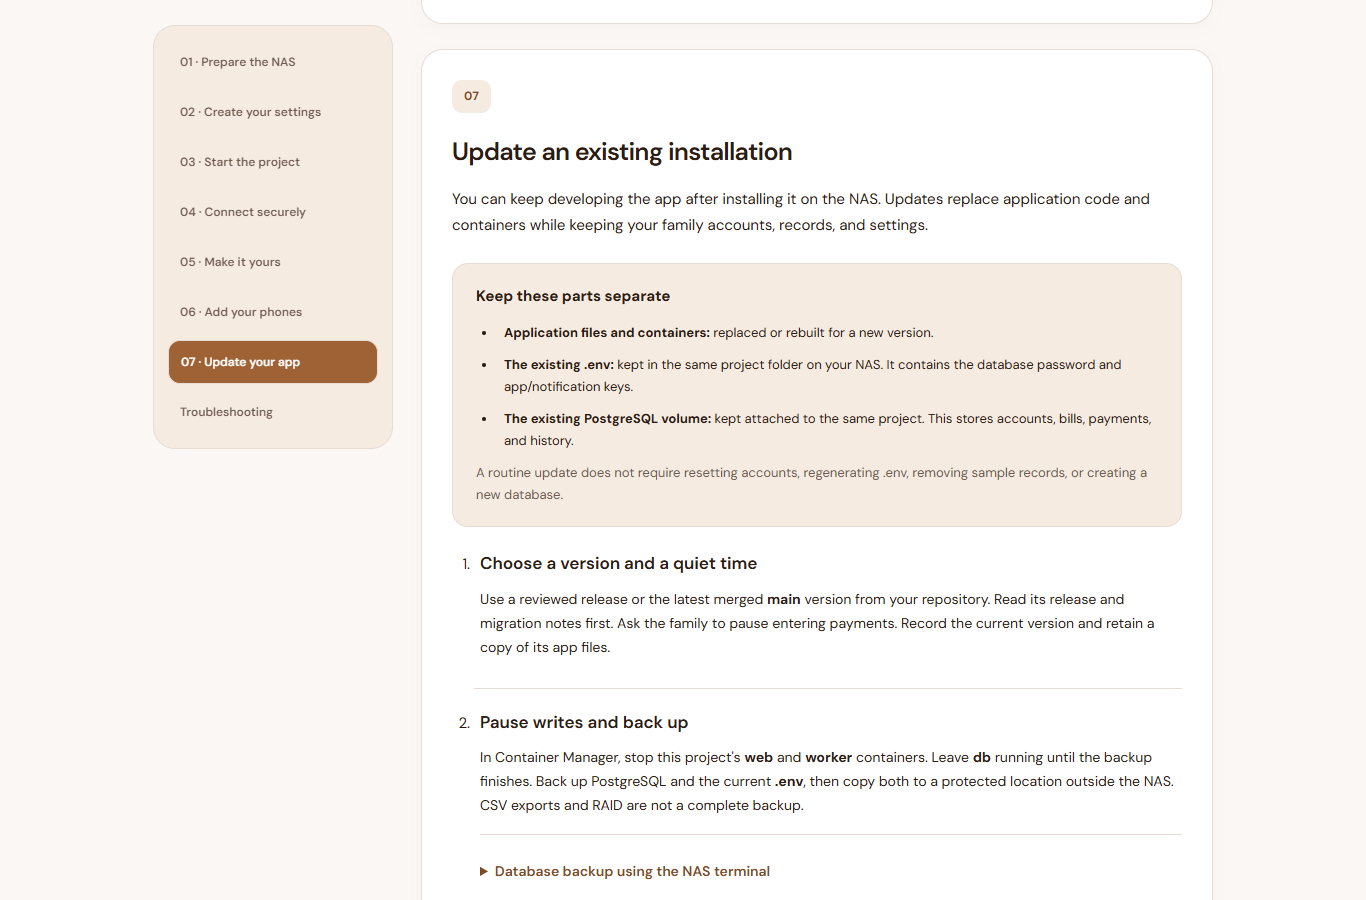 01 · Prepare the NAS
02 · Create your settings
03 · Start the project
04 · Connect securely
05 · Make it yours
06 · Add your phones
07 · Update your app
Troubleshooting
07
Update an existing installation
You can keep developing the app after installing it on the NAS. Updates replace application code and
containers while keeping your family accounts, records, and settings.
Keep these parts separate
• Application files and containers: replaced or rebuilt for a new version.
• The existing .env: kept in the same project folder on your NAS. It contains the database password and
app/notification keys.
• The existing PostgreSQL volume: kept attached to the same project. This stores accounts, bills, payments,
and history.
A routine update does not require resetting accounts, regenerating .env, removing sample records, or creating a
new database.
1. Choose a version and a quiet time
Use a reviewed release or the latest merged main version from your repository. Read its release and
migration notes first. Ask the family to pause entering payments. Record the current version and retain a
copy of its app files.
2. Pause writes and back up
In Container Manager, stop this project's web and worker containers. Leave db running until the backup
finishes. Back up PostgreSQL and the current .env, then copy both to a protected location outside the NAS.
CSV exports and RAID are not a complete backup.
▶ Database backup using the NAS terminal